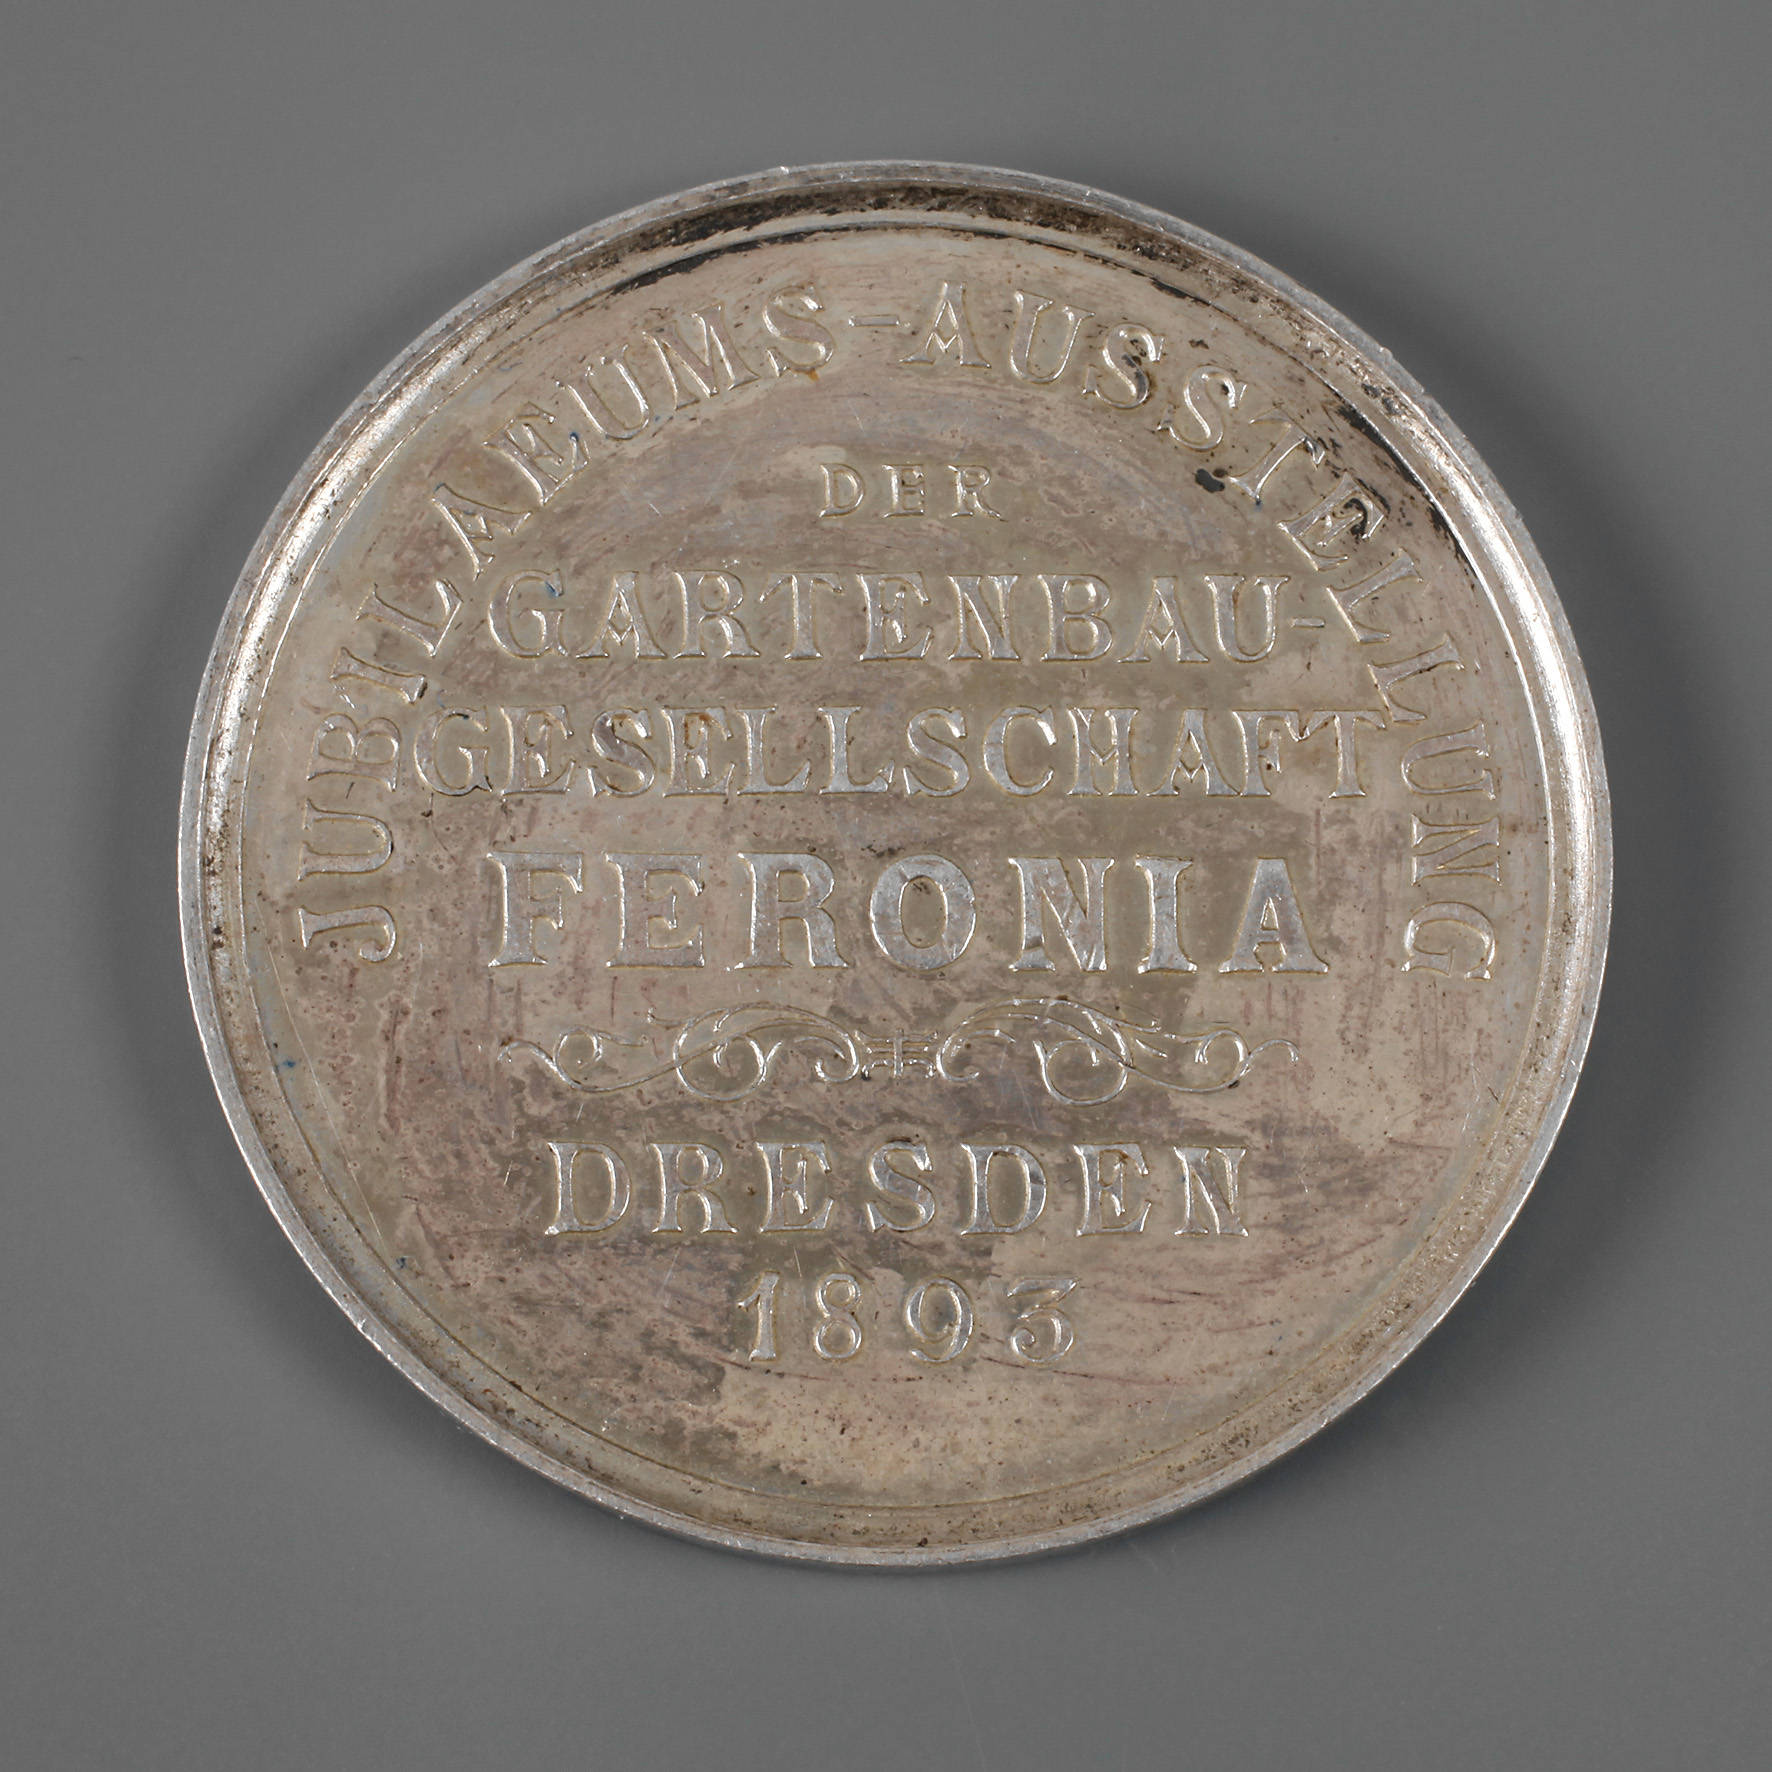 JUBILAEUMS-AUSSTELLUNG
DER
GARTENBAU-
GESELLSCHAFT
FERONIA
DRESDEN
1893